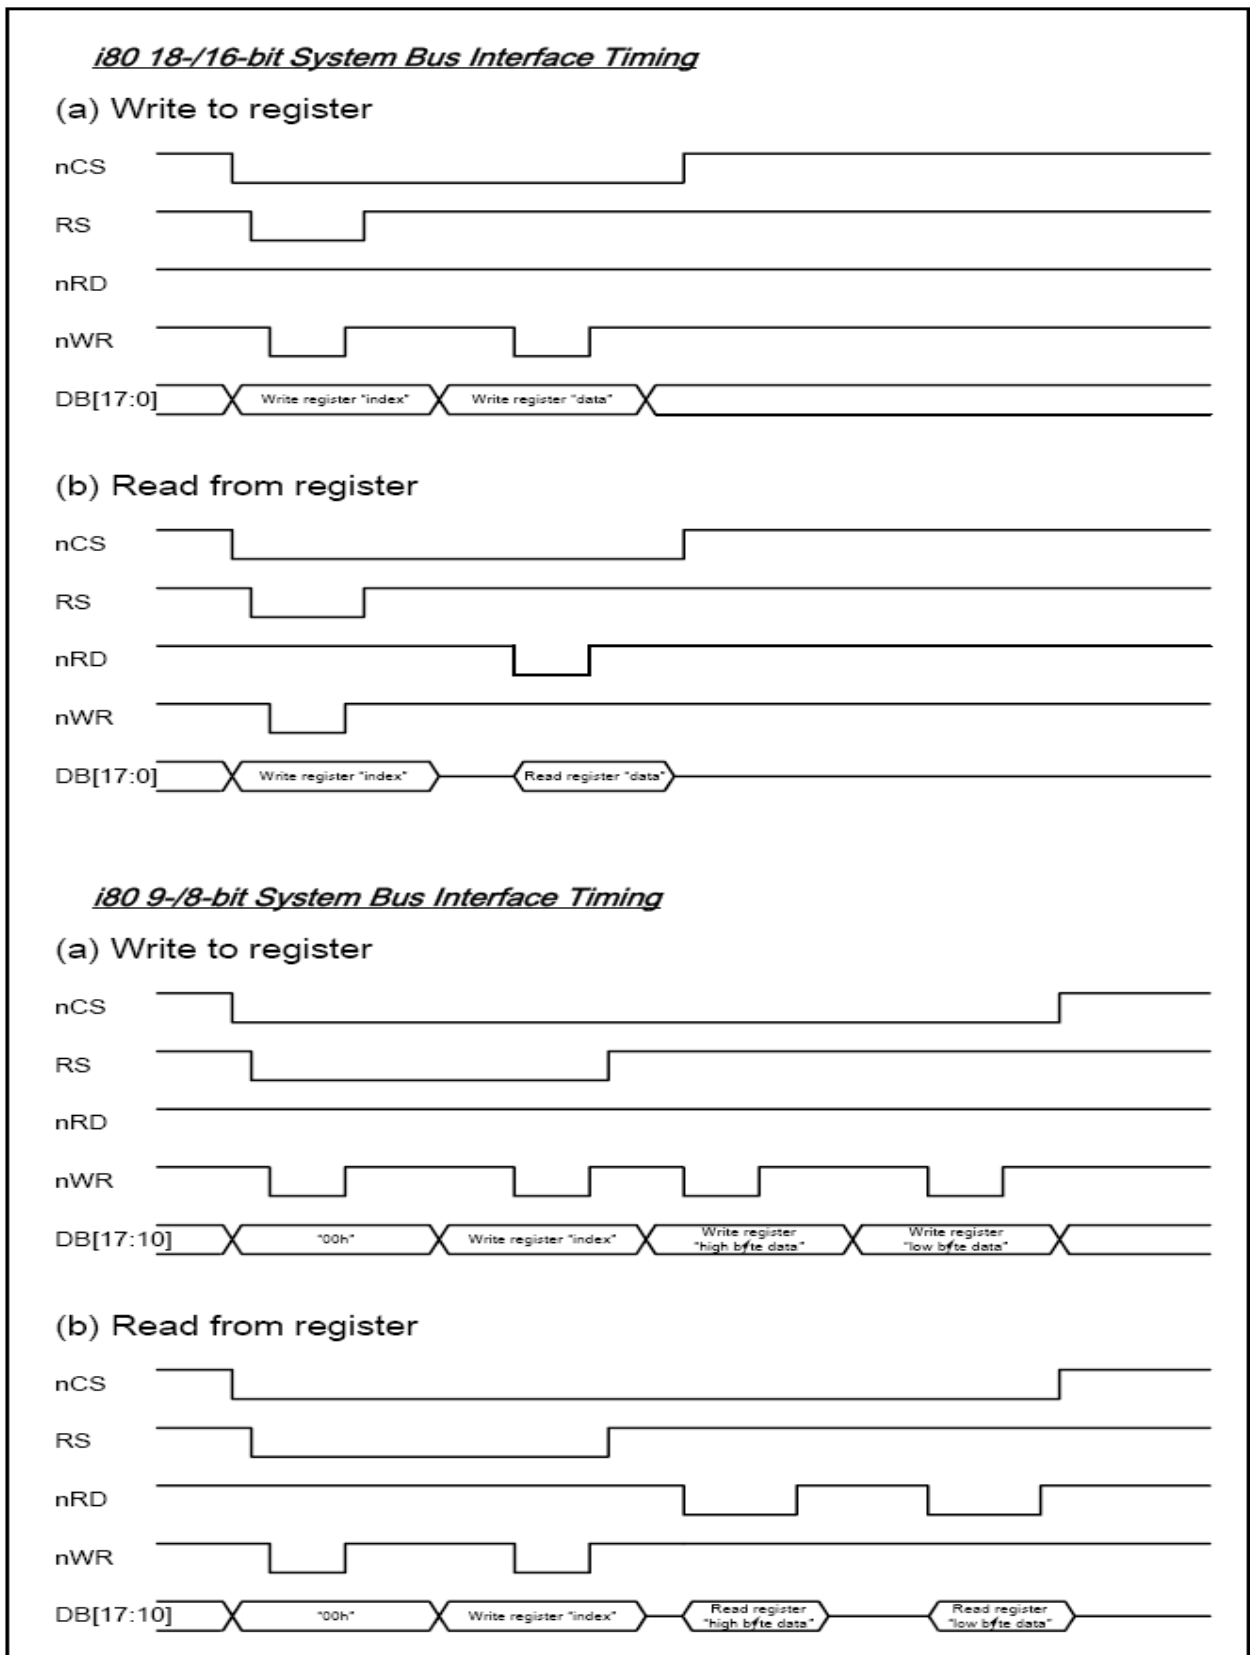 i80 18-/16-bit System Bus Interface Timing
(a) Write to register
nCS
RS
nRD
nWR
DB[17:0] Write register "index" Write register "data"
(b) Read from register
nCS
RS
nRD
nWR
DB[17:0] Write register "index" Read register "data"
i80 9-/8-bit System Bus Interface Timing
(a) Write to register
nCS
RS
nRD
nWR
DB[17:10] "00h" Write register "index" Write register "high byte data" Write register "low byte data"
(b) Read from register
nCS
RS
nRD
nWR
DB[17:10] "00h" Write register "index" Read register "high byte data" Read register "low byte data"